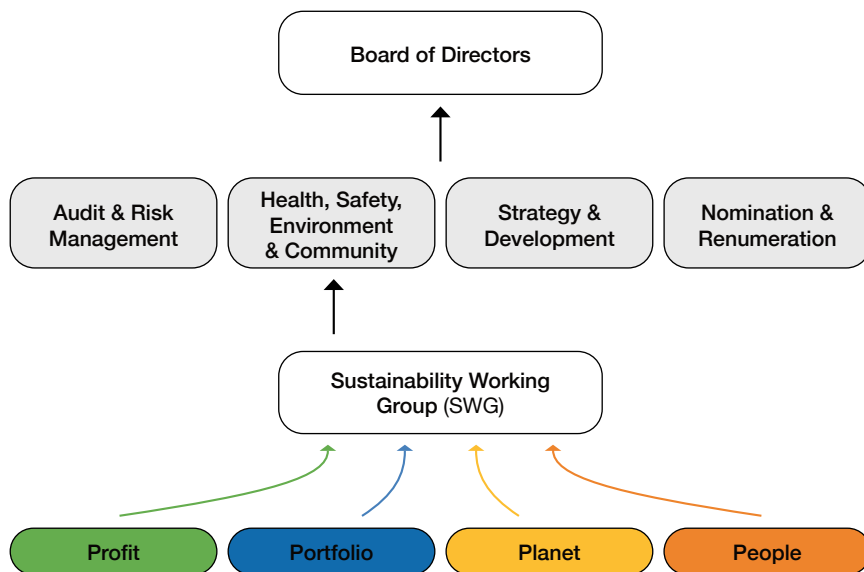 Board of Directors
Audit & Risk
Management
Health, Safety,
Environment
& Community
Strategy &
Development
Nomination &
Renumeration
Sustainability Working
Group (SWG)
Profit
Portfolio
Planet
People